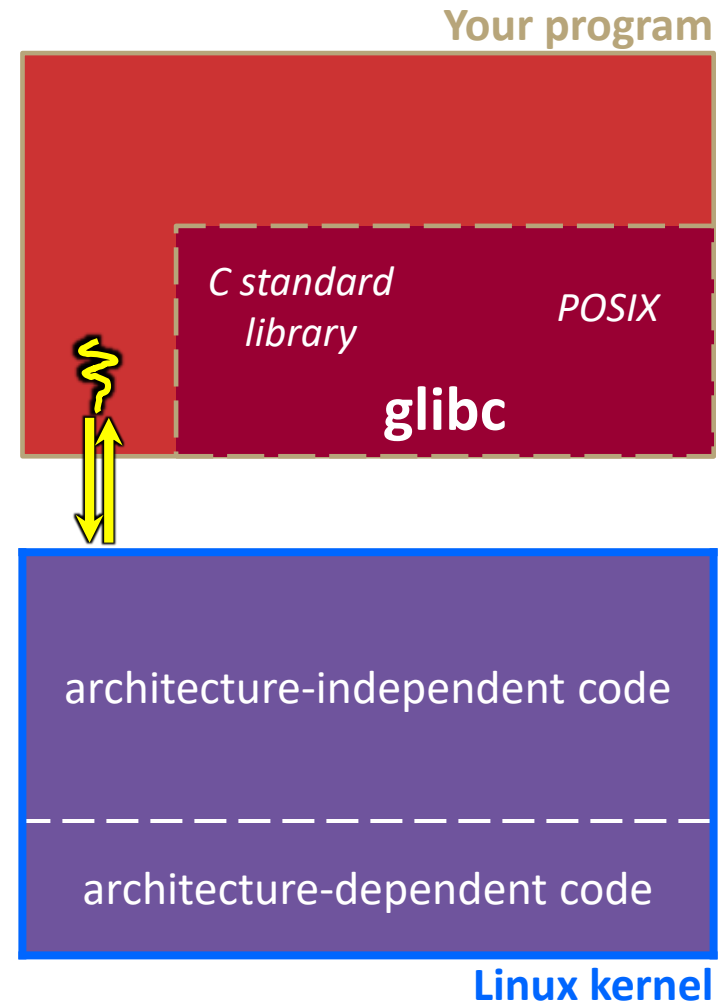 Your program
C standard
library
POSIX
glibc
architecture-independent code
architecture-dependent code
Linux kernel